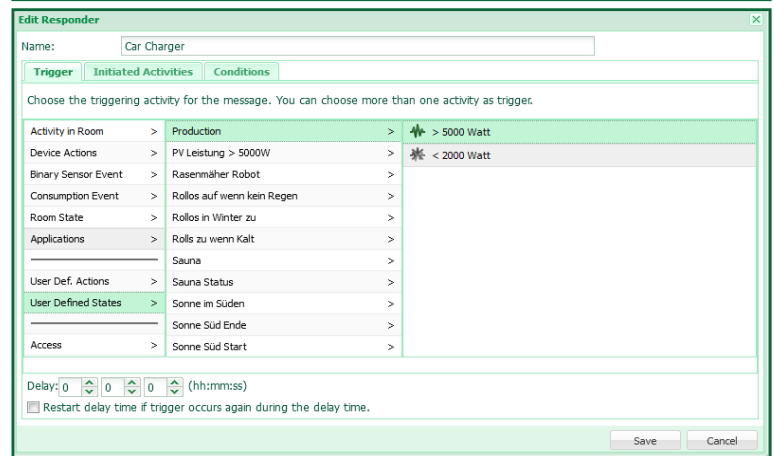 Edit Responder
Name: Car Charger
Trigger Initiated Activities Conditions
Choose the triggering activity for the message. You can choose more than one activity as trigger.
Activity in Room > Production > > 5000 Watt
Device Actions > PV Leistung > 5000W > < 2000 Watt
Binary Sensor Event > Rasenmäher Robot >
Consumption Event > Rollos auf wenn kein Regen >
Room State > Rollos in Winter zu >
Applications > Rolls zu wenn Kalt >
Sauna >
User Def. Actions > Sauna Status >
User Defined States > Sonne im Süden >
Sonne Süd Ende >
Access > Sonne Süd Start >
Delay: 0 0 0 (hh:mm:ss)
Restart delay time if trigger occurs again during the delay time.
Save Cancel